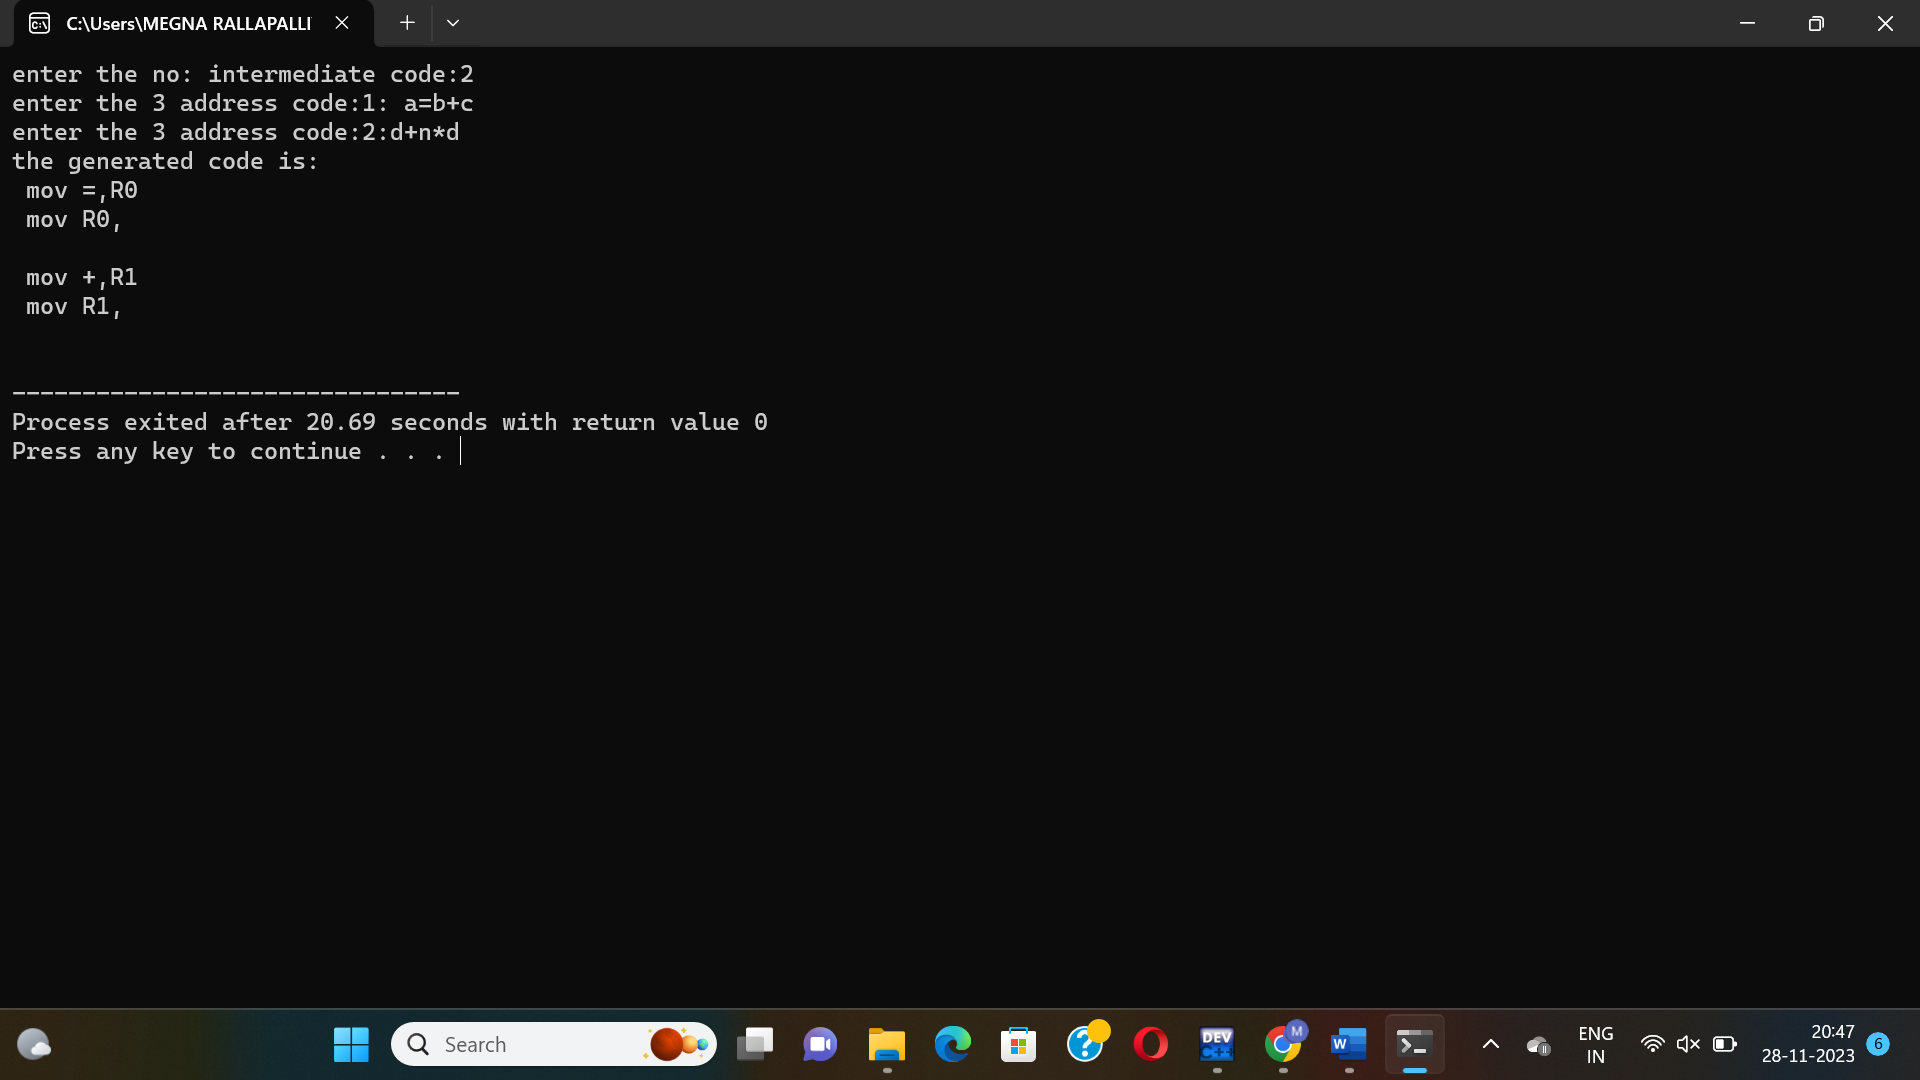 C:\Users\MEGNA RALLAPALLI
enter the no: intermediate code:2
enter the 3 address code:1: a=b+c
enter the 3 address code:2:d+n*d
the generated code is:
 mov =,R0
 mov R0,
 mov +,R1
 mov R1,
--------------------------------
Process exited after 20.69 seconds with return value 0
Press any key to continue . . .
Search
DEV
C++
M
W
ENG
IN
20:47
28-11-2023
6